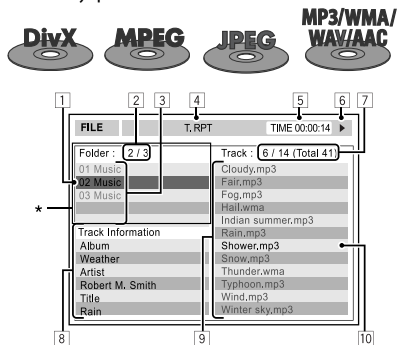 DivX MPEG JPEG MP3/WMA/
WAV/AAC
1 2 3 4 5 6 7
FILE T. RPT TIME 00:00:14
Folder : 2 / 3 Track : 6 / 14 (Total 41)
01 Music Cloudy.mp3
02 Music Fair.mp3
03 Music Fog.mp3
Hail.wma
*
Indian summer.mp3
Track Information Rain.mp3
Album Shower.mp3
Weather Snow.mp3
Artist Thunder.wma
Robert M. Smith Typhoon.mp3
Title Wind.mp3
Rain Winter sky.mp3
8 9 10